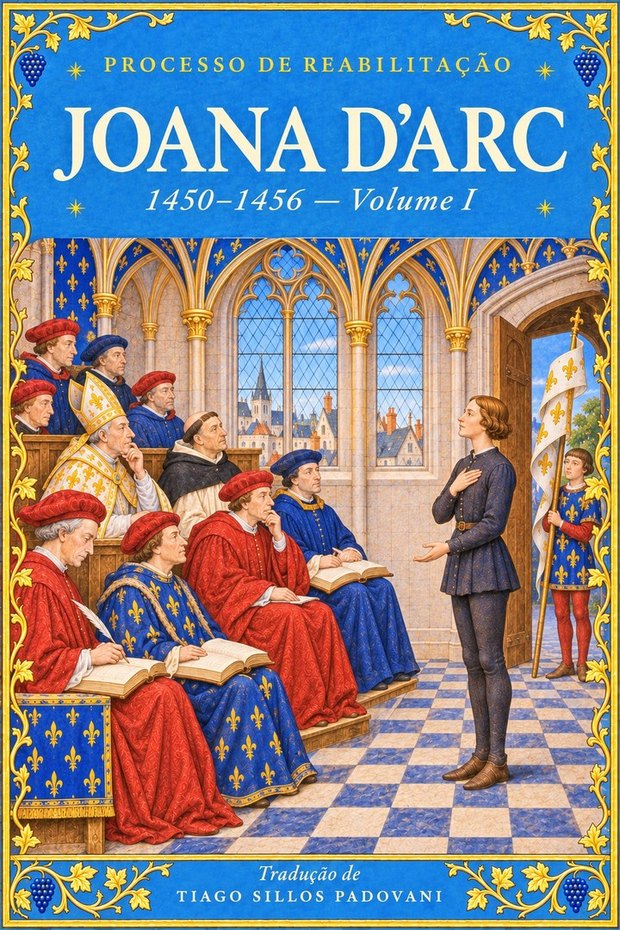 PROCESSO DE REABILITAÇÃO
JOANA D'ARC
1450–1456 — Volume I
Tradução de
TIAGO SILLOS PADOVANI